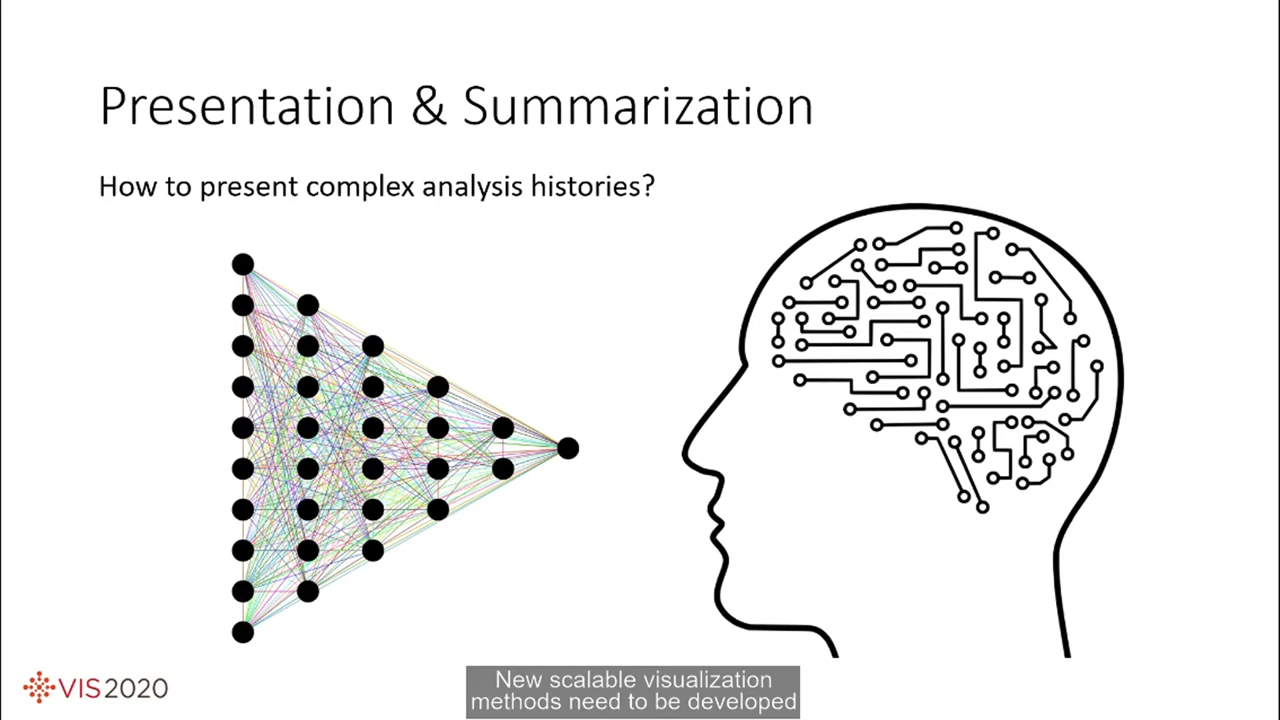 Presentation & Summarization
How to present complex analysis histories?
VIS2020
New scalable visualization
methods need to be developed